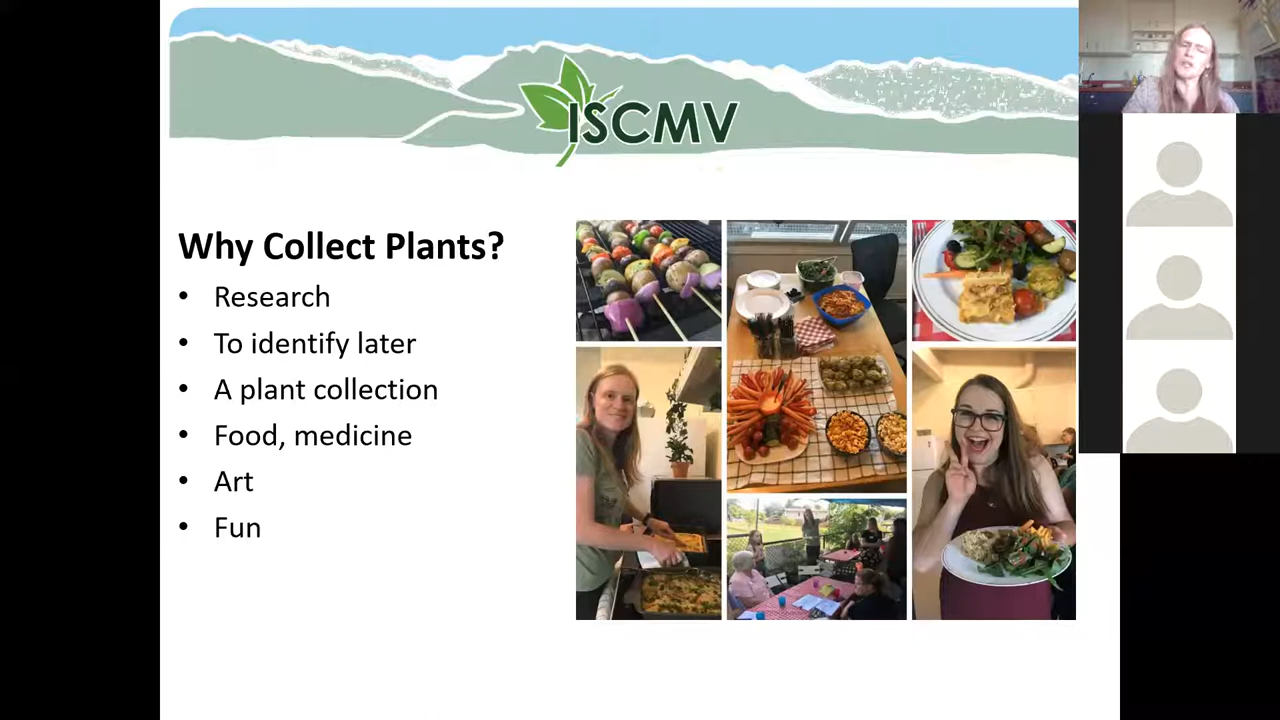 ISCMV
Why Collect Plants?
• Research
• To identify later
• A plant collection
• Food, medicine
• Art
• Fun